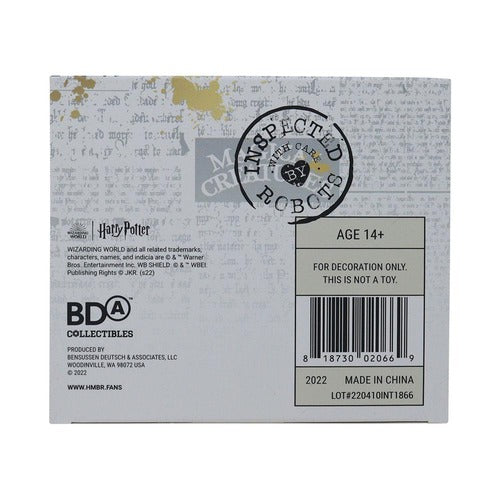 INSPECTED
WITH CARE
BY
ROBOTS
MAGICAL
CREATURES
WIZARDING
WORLD
Harry Potter
WIZARDING WORLD and all related trademarks,
characters, names, and indicia are © & ™ Warner
Bros. Entertainment Inc. WB SHIELD: © & ™ WBEI.
Publishing Rights © JKR. (s22)
BDA
COLLECTIBLES
PRODUCED BY
BENSUSSEN DEUTSCH & ASSOCIATES, LLC
WOODINVILLE, WA 98072 USA
© 2022
WWW.HMBR.FANS
AGE 14+
FOR DECORATION ONLY.
THIS IS NOT A TOY.
8 18730 02066 9
2022 MADE IN CHINA
LOT#220410INT1866